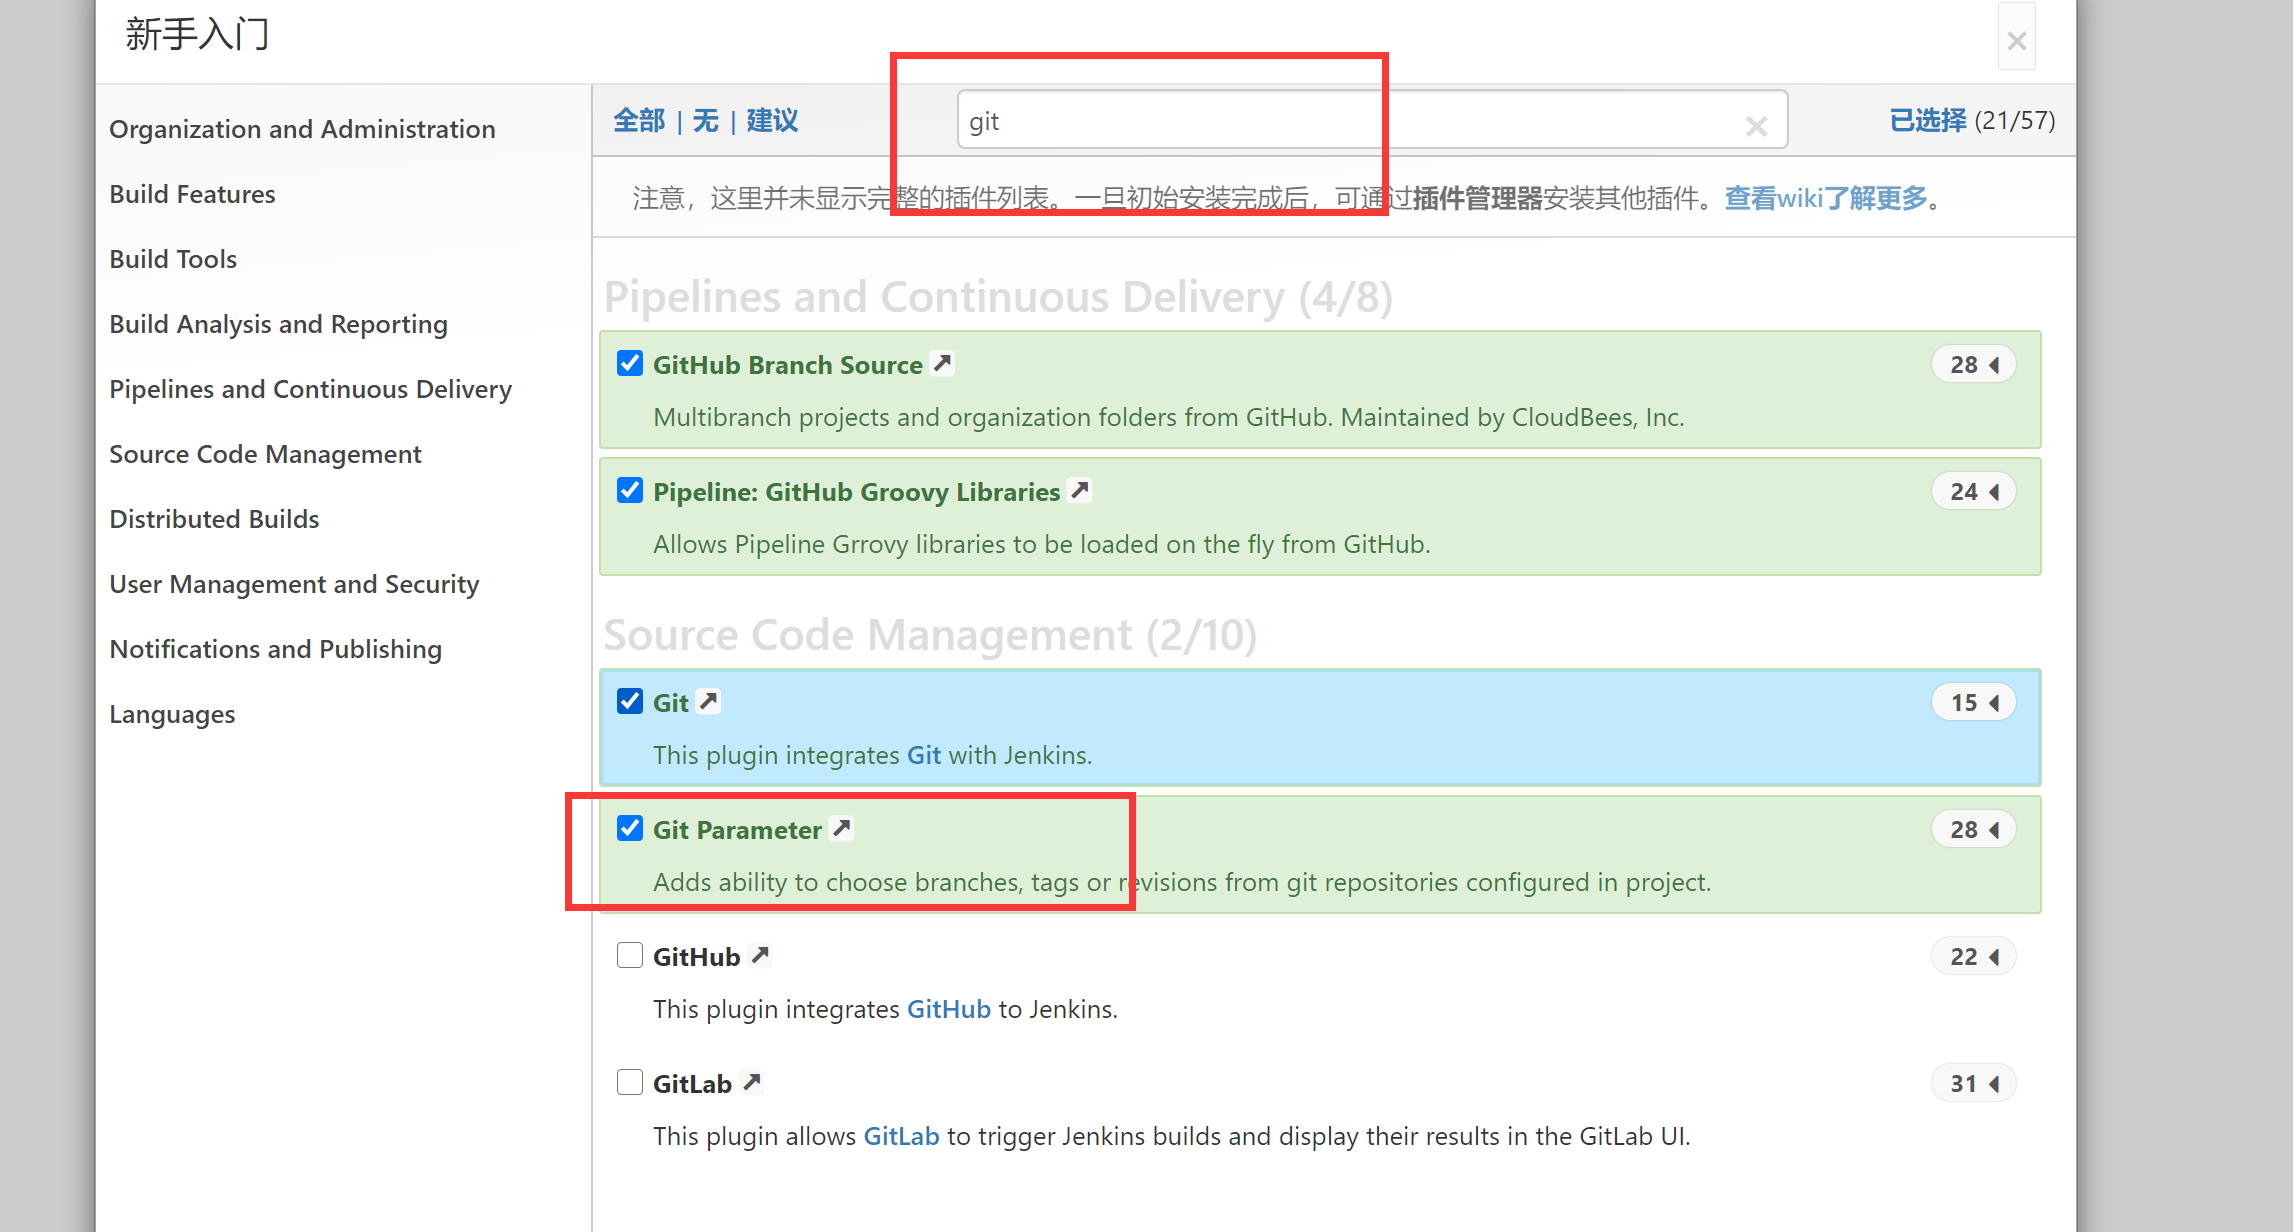 新手入门
×
Organization and Administration
Build Features
Build Tools
Build Analysis and Reporting
Pipelines and Continuous Delivery
Source Code Management
Distributed Builds
User Management and Security
Notifications and Publishing
Languages
全部 | 无 | 建议
git
×
已选择 (21/57)
注意，这里并未显示完整的插件列表。一旦初始安装完成后，可通过插件管理器安装其他插件。查看wiki了解更多。
Pipelines and Continuous Delivery (4/8)
GitHub Branch Source
28
Multibranch projects and organization folders from GitHub. Maintained by CloudBees, Inc.
Pipeline: GitHub Groovy Libraries
24
Allows Pipeline Grrovy libraries to be loaded on the fly from GitHub.
Source Code Management (2/10)
Git
15
This plugin integrates Git with Jenkins.
Git Parameter
28
Adds ability to choose branches, tags or revisions from git repositories configured in project.
GitHub
22
This plugin integrates GitHub to Jenkins.
GitLab
31
This plugin allows GitLab to trigger Jenkins builds and display their results in the GitLab UI.